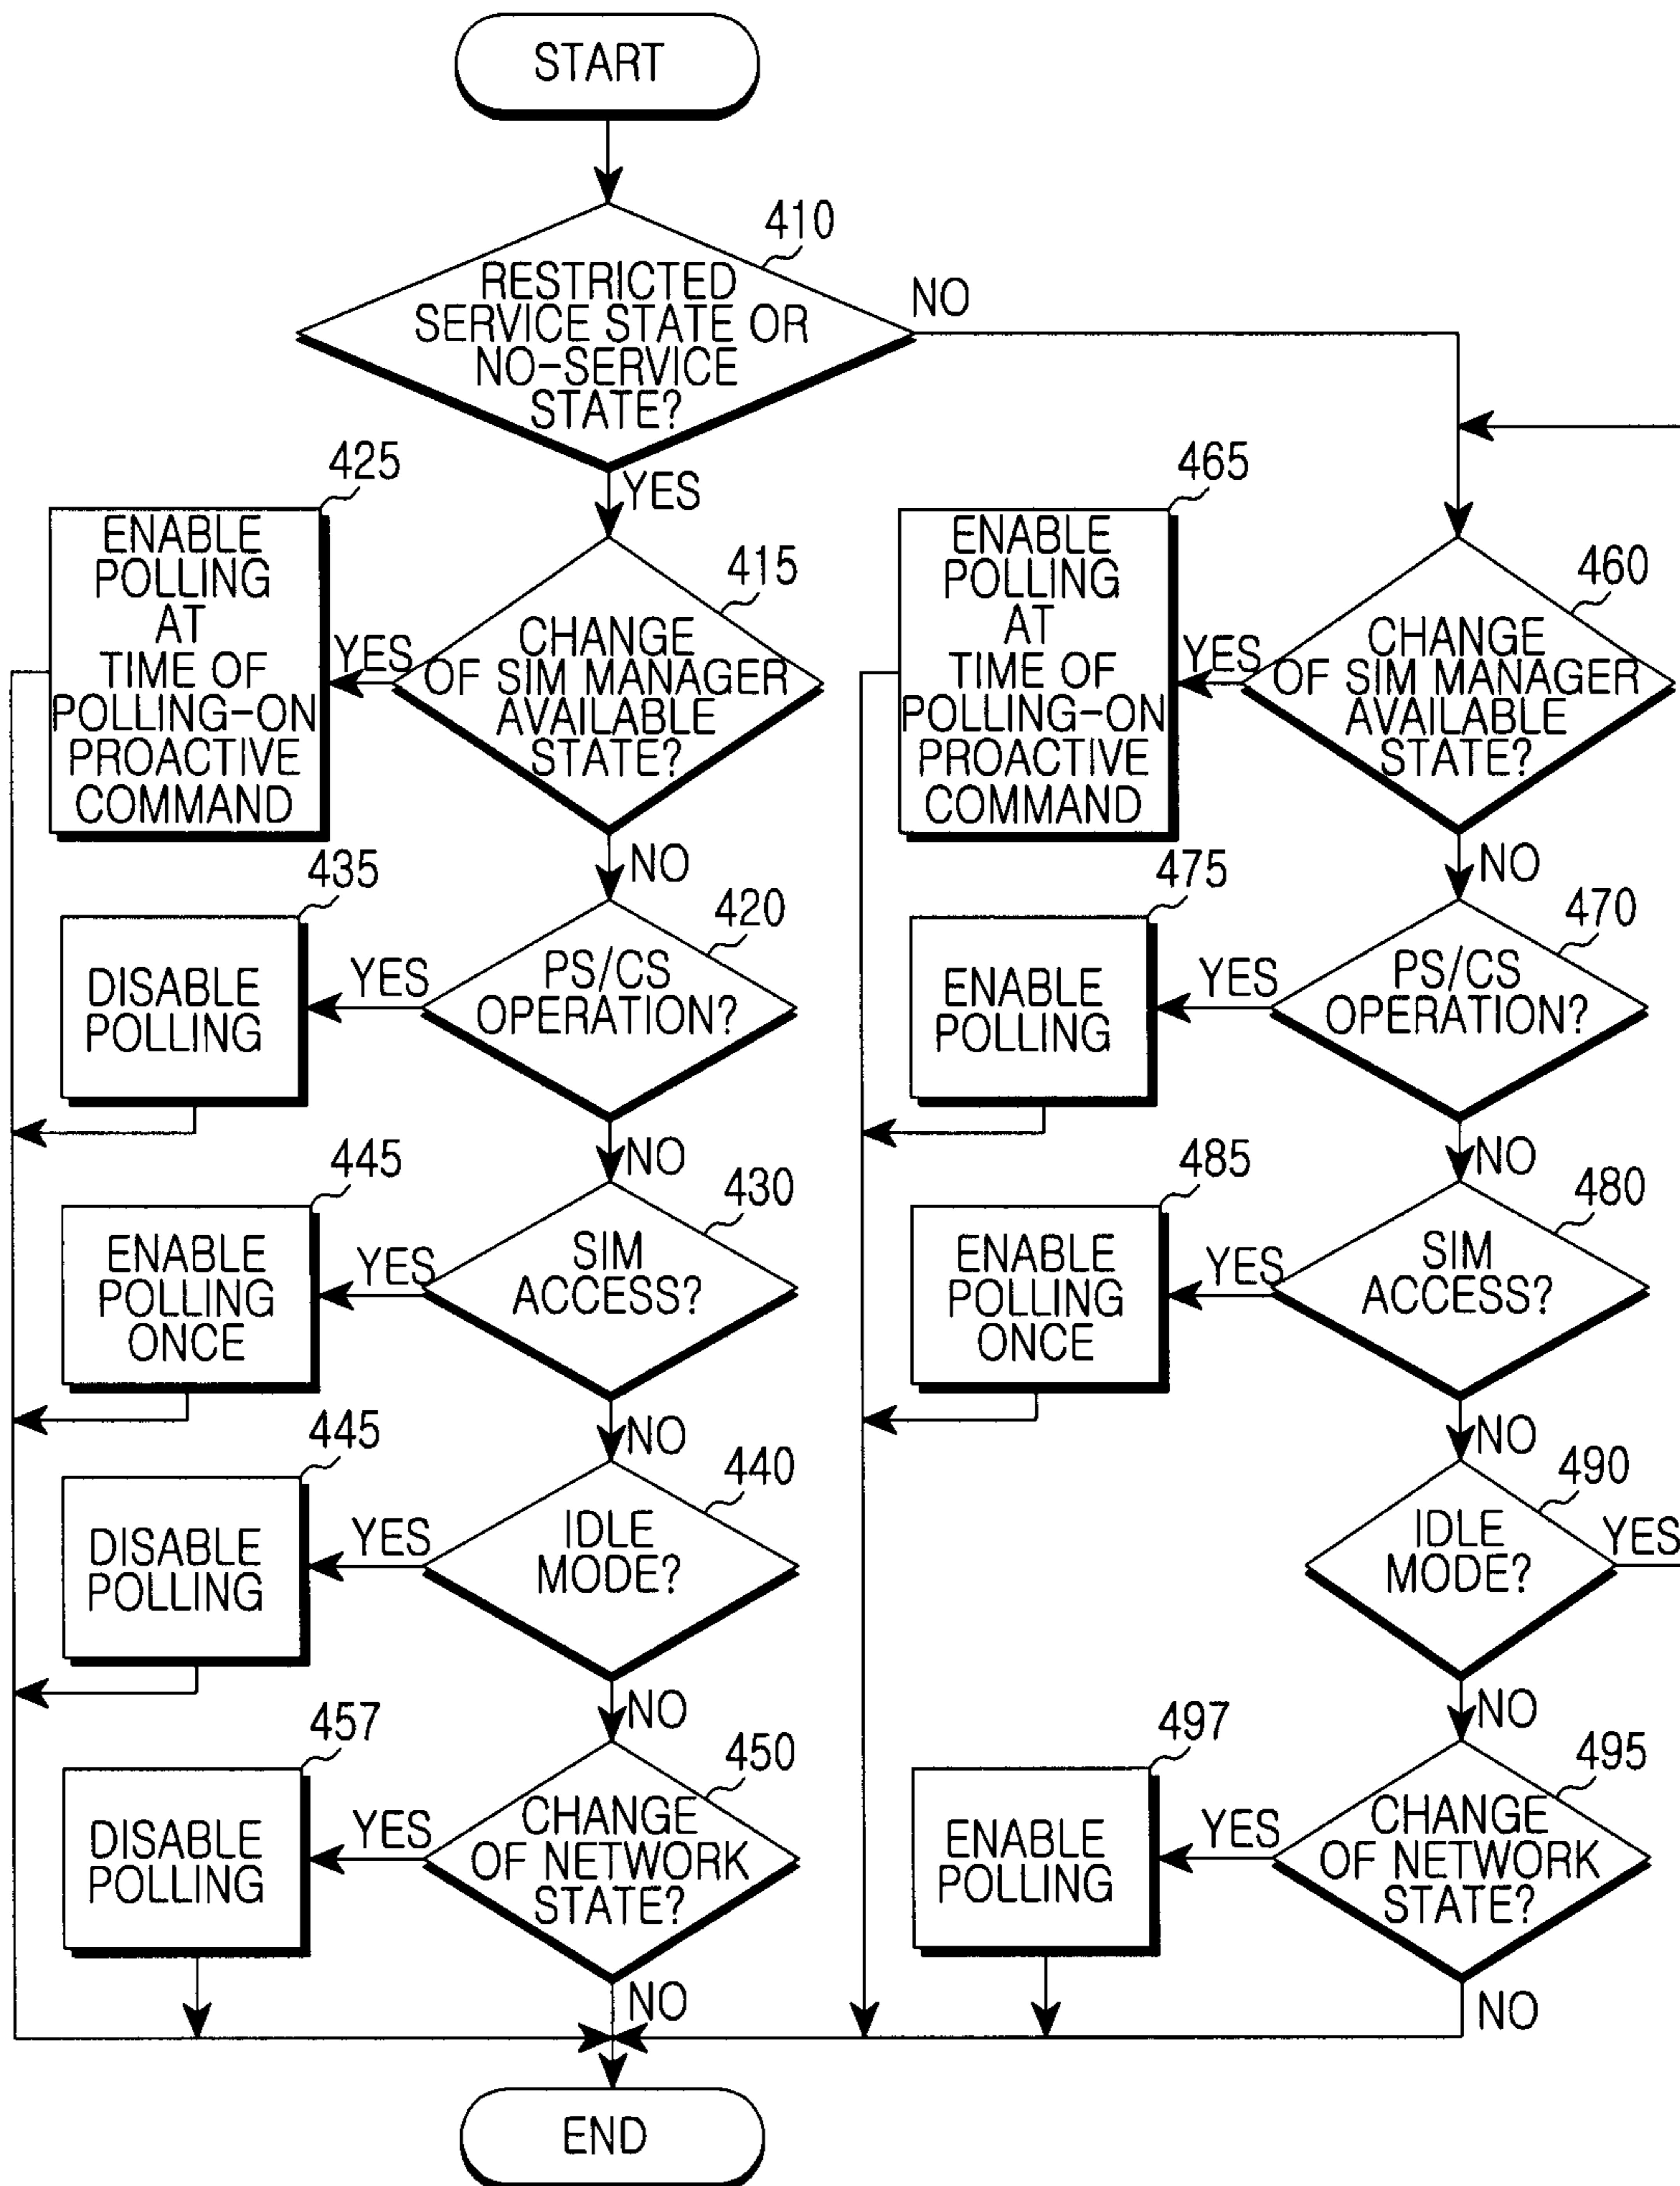 START
410
RESTRICTED
SERVICE STATE OR
NO-SERVICE
STATE?
NO
YES
425
ENABLE
POLLING
AT
TIME OF
POLLING-ON
PROACTIVE
COMMAND
YES
415
CHANGE
OF SIM MANAGER
AVAILABLE
STATE?
NO
435
DISABLE
POLLING
YES
420
PS/CS
OPERATION?
NO
445
ENABLE
POLLING
ONCE
YES
430
SIM
ACCESS?
NO
445
DISABLE
POLLING
YES
440
IDLE
MODE?
NO
457
DISABLE
POLLING
YES
450
CHANGE
OF NETWORK
STATE?
NO
465
ENABLE
POLLING
AT
TIME OF
POLLING-ON
PROACTIVE
COMMAND
YES
460
CHANGE
OF SIM MANAGER
AVAILABLE
STATE?
NO
475
ENABLE
POLLING
YES
470
PS/CS
OPERATION?
NO
485
ENABLE
POLLING
ONCE
YES
480
SIM
ACCESS?
NO
490
IDLE
MODE?
YES
NO
497
ENABLE
POLLING
YES
495
CHANGE
OF NETWORK
STATE?
NO
END